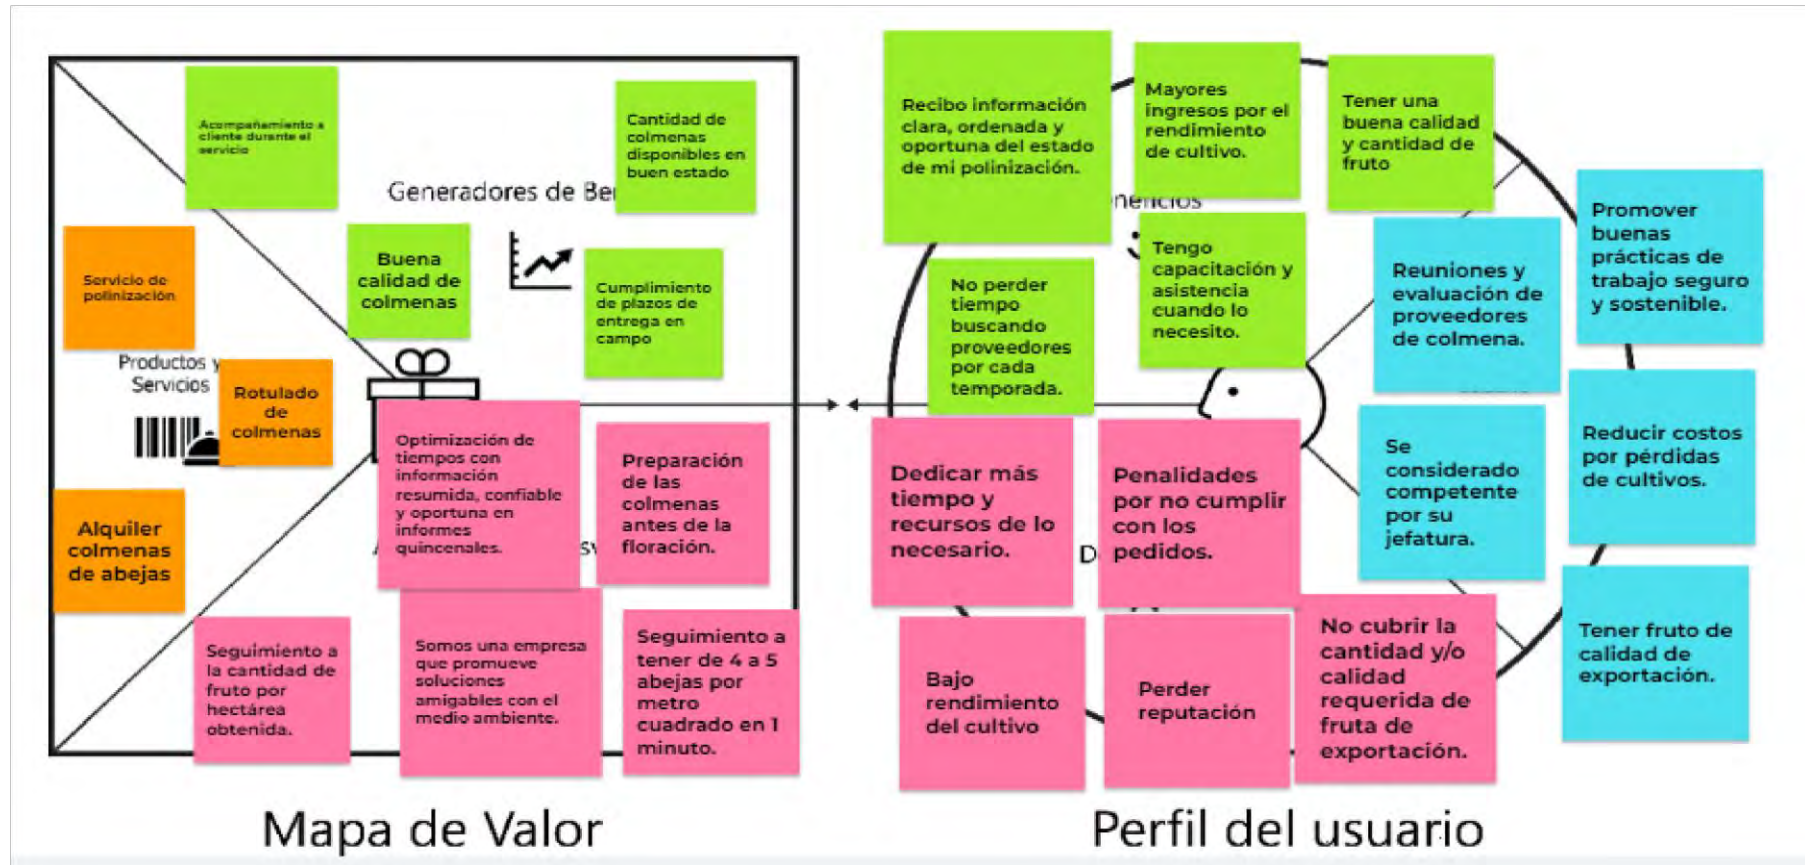 Acompañamiento a
cliente durante el
servicio
Cantidad de
colmenas
disponibles en
buen estado
Generadores de Be
Servicio de
polinización
Buena
calidad de
colmenas
Cumplimiento
de plazos de
entrega en
campo
Productos y
Servicios
Rotulado
de
colmenas
Alquiler
colmenas
de abejas
Optimización de
tiempos con
información
resumida, confiable
y oportuna en
informes
quincenales.
Preparación
de las
colmenas
antes de la
floración.
Seguimiento a
la cantidad de
fruto por
hectárea
obtenida.
Somos una empresa
que promueve
soluciones
amigables con el
medio ambiente.
Seguimiento a
tener de 4 a 5
abejas por
metro
cuadrado en 1
minuto.
Mapa de Valor
Recibo información
clara, ordenada y
oportuna del estado
de mi polinización.
Mayores
ingresos por el
rendimiento
de cultivo.
Tener una
buena calidad
y cantidad de
fruto
neficios
No perder
tiempo
buscando
proveedores
por cada
temporada.
Tengo
capacitación y
asistencia
cuando lo
necesito.
Reuniones y
evaluación de
proveedores
de colmena.
Promover
buenas
prácticas de
trabajo seguro
y sostenible.
Se
considerado
competente
por su
jefatura.
Reducir costos
por pérdidas
de cultivos.
Tener fruto de
calidad de
exportación.
Dedicar más
tiempo y
recursos de lo
necesario.
Penalidades
por no cumplir
con los
pedidos.
D
Bajo
rendimiento
del cultivo
Perder
reputación
No cubrir la
cantidad y/o
calidad
requerida de
fruta de
exportación.
Perfil del usuario